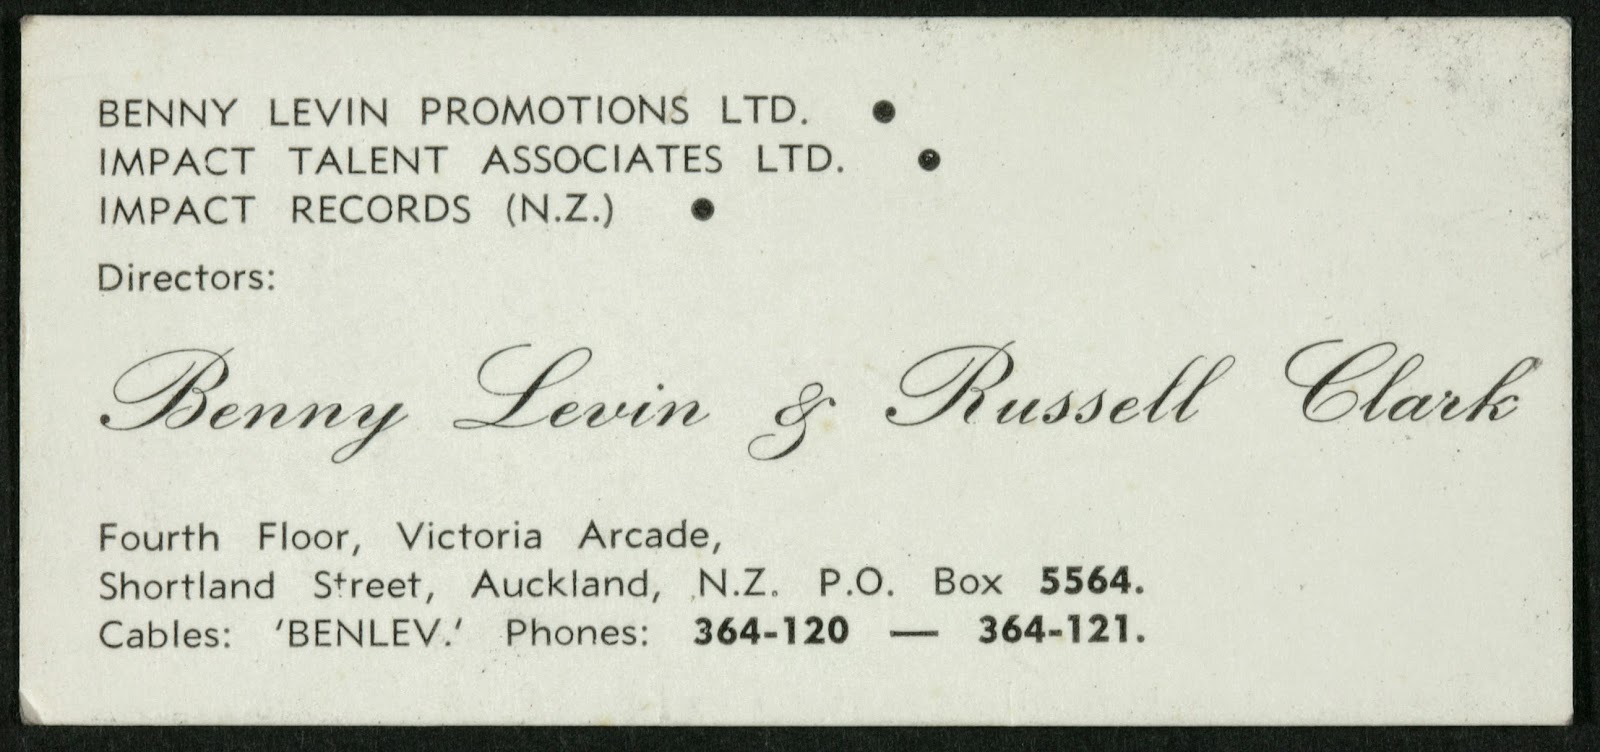 BENNY LEVIN PROMOTIONS LTD. ●
IMPACT TALENT ASSOCIATES LTD. ●
IMPACT RECORDS (N.Z.) ●
Directors:
Benny Levin & Russell Clark
Fourth Floor, Victoria Arcade,
Shortland Street, Auckland, N.Z. P.O. Box 5564.
Cables: 'BENLEV.' Phones: 364-120 — 364-121.